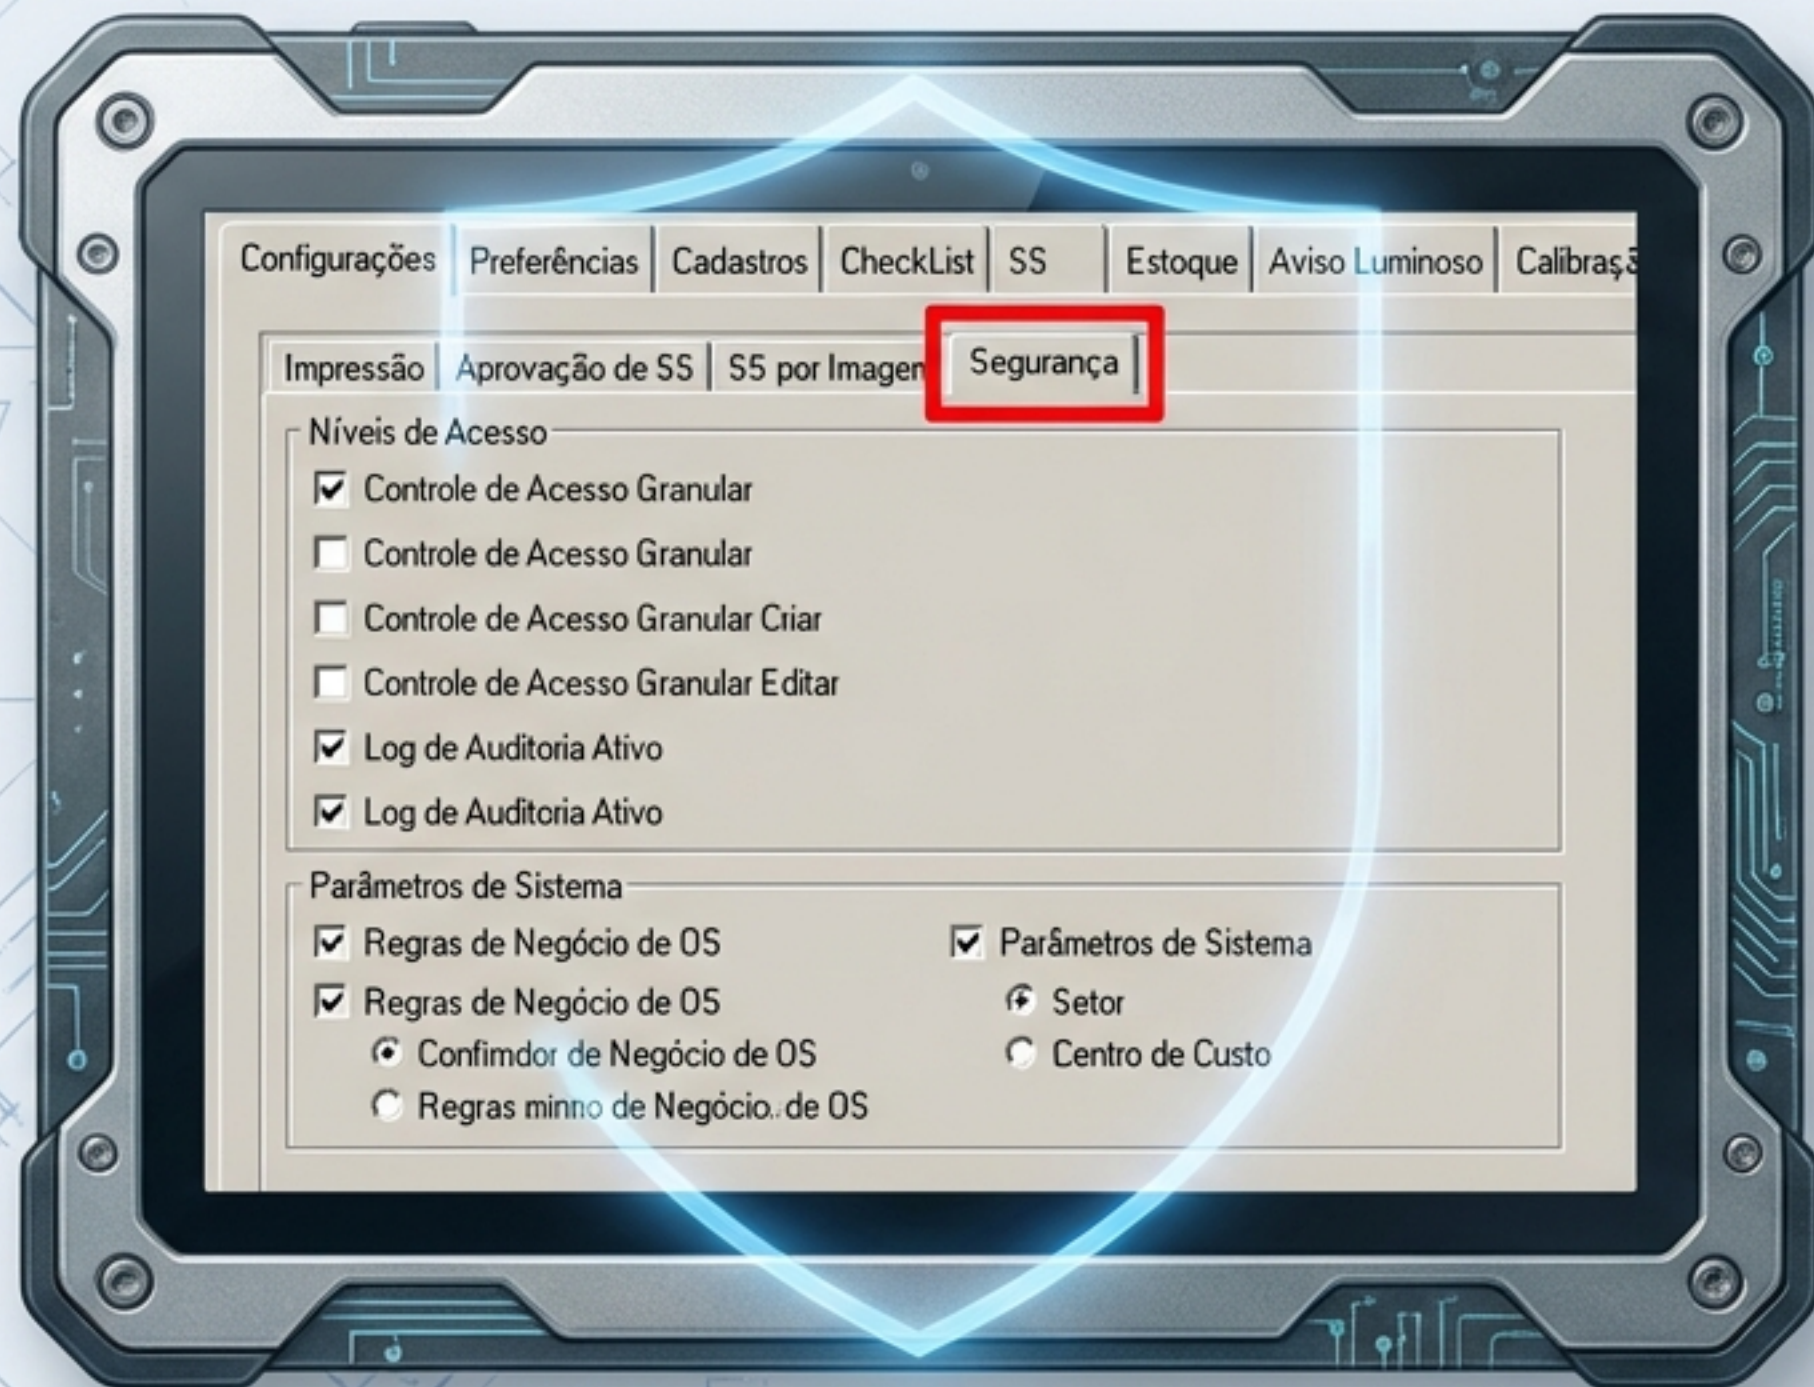 Configurações Preferências Cadastros CheckList SS Estoque Aviso Luminoso Calibraş3
Impressão Aprovação de SS S5 por Imagen Segurança
Níveis de Acesso
Controle de Acesso Granular
Controle de Acesso Granular
Controle de Acesso Granular Criar
Controle de Acesso Granular Editar
Log de Auditoria Ativo
Log de Auditoria Ativo
Parâmetros de Sistema
Regras de Negócio de OS Parâmetros de Sistema
Regras de Negócio de OS Setor
Confimdor de Negócio de OS Centro de Custo
Regras minno de Negócio. de OS